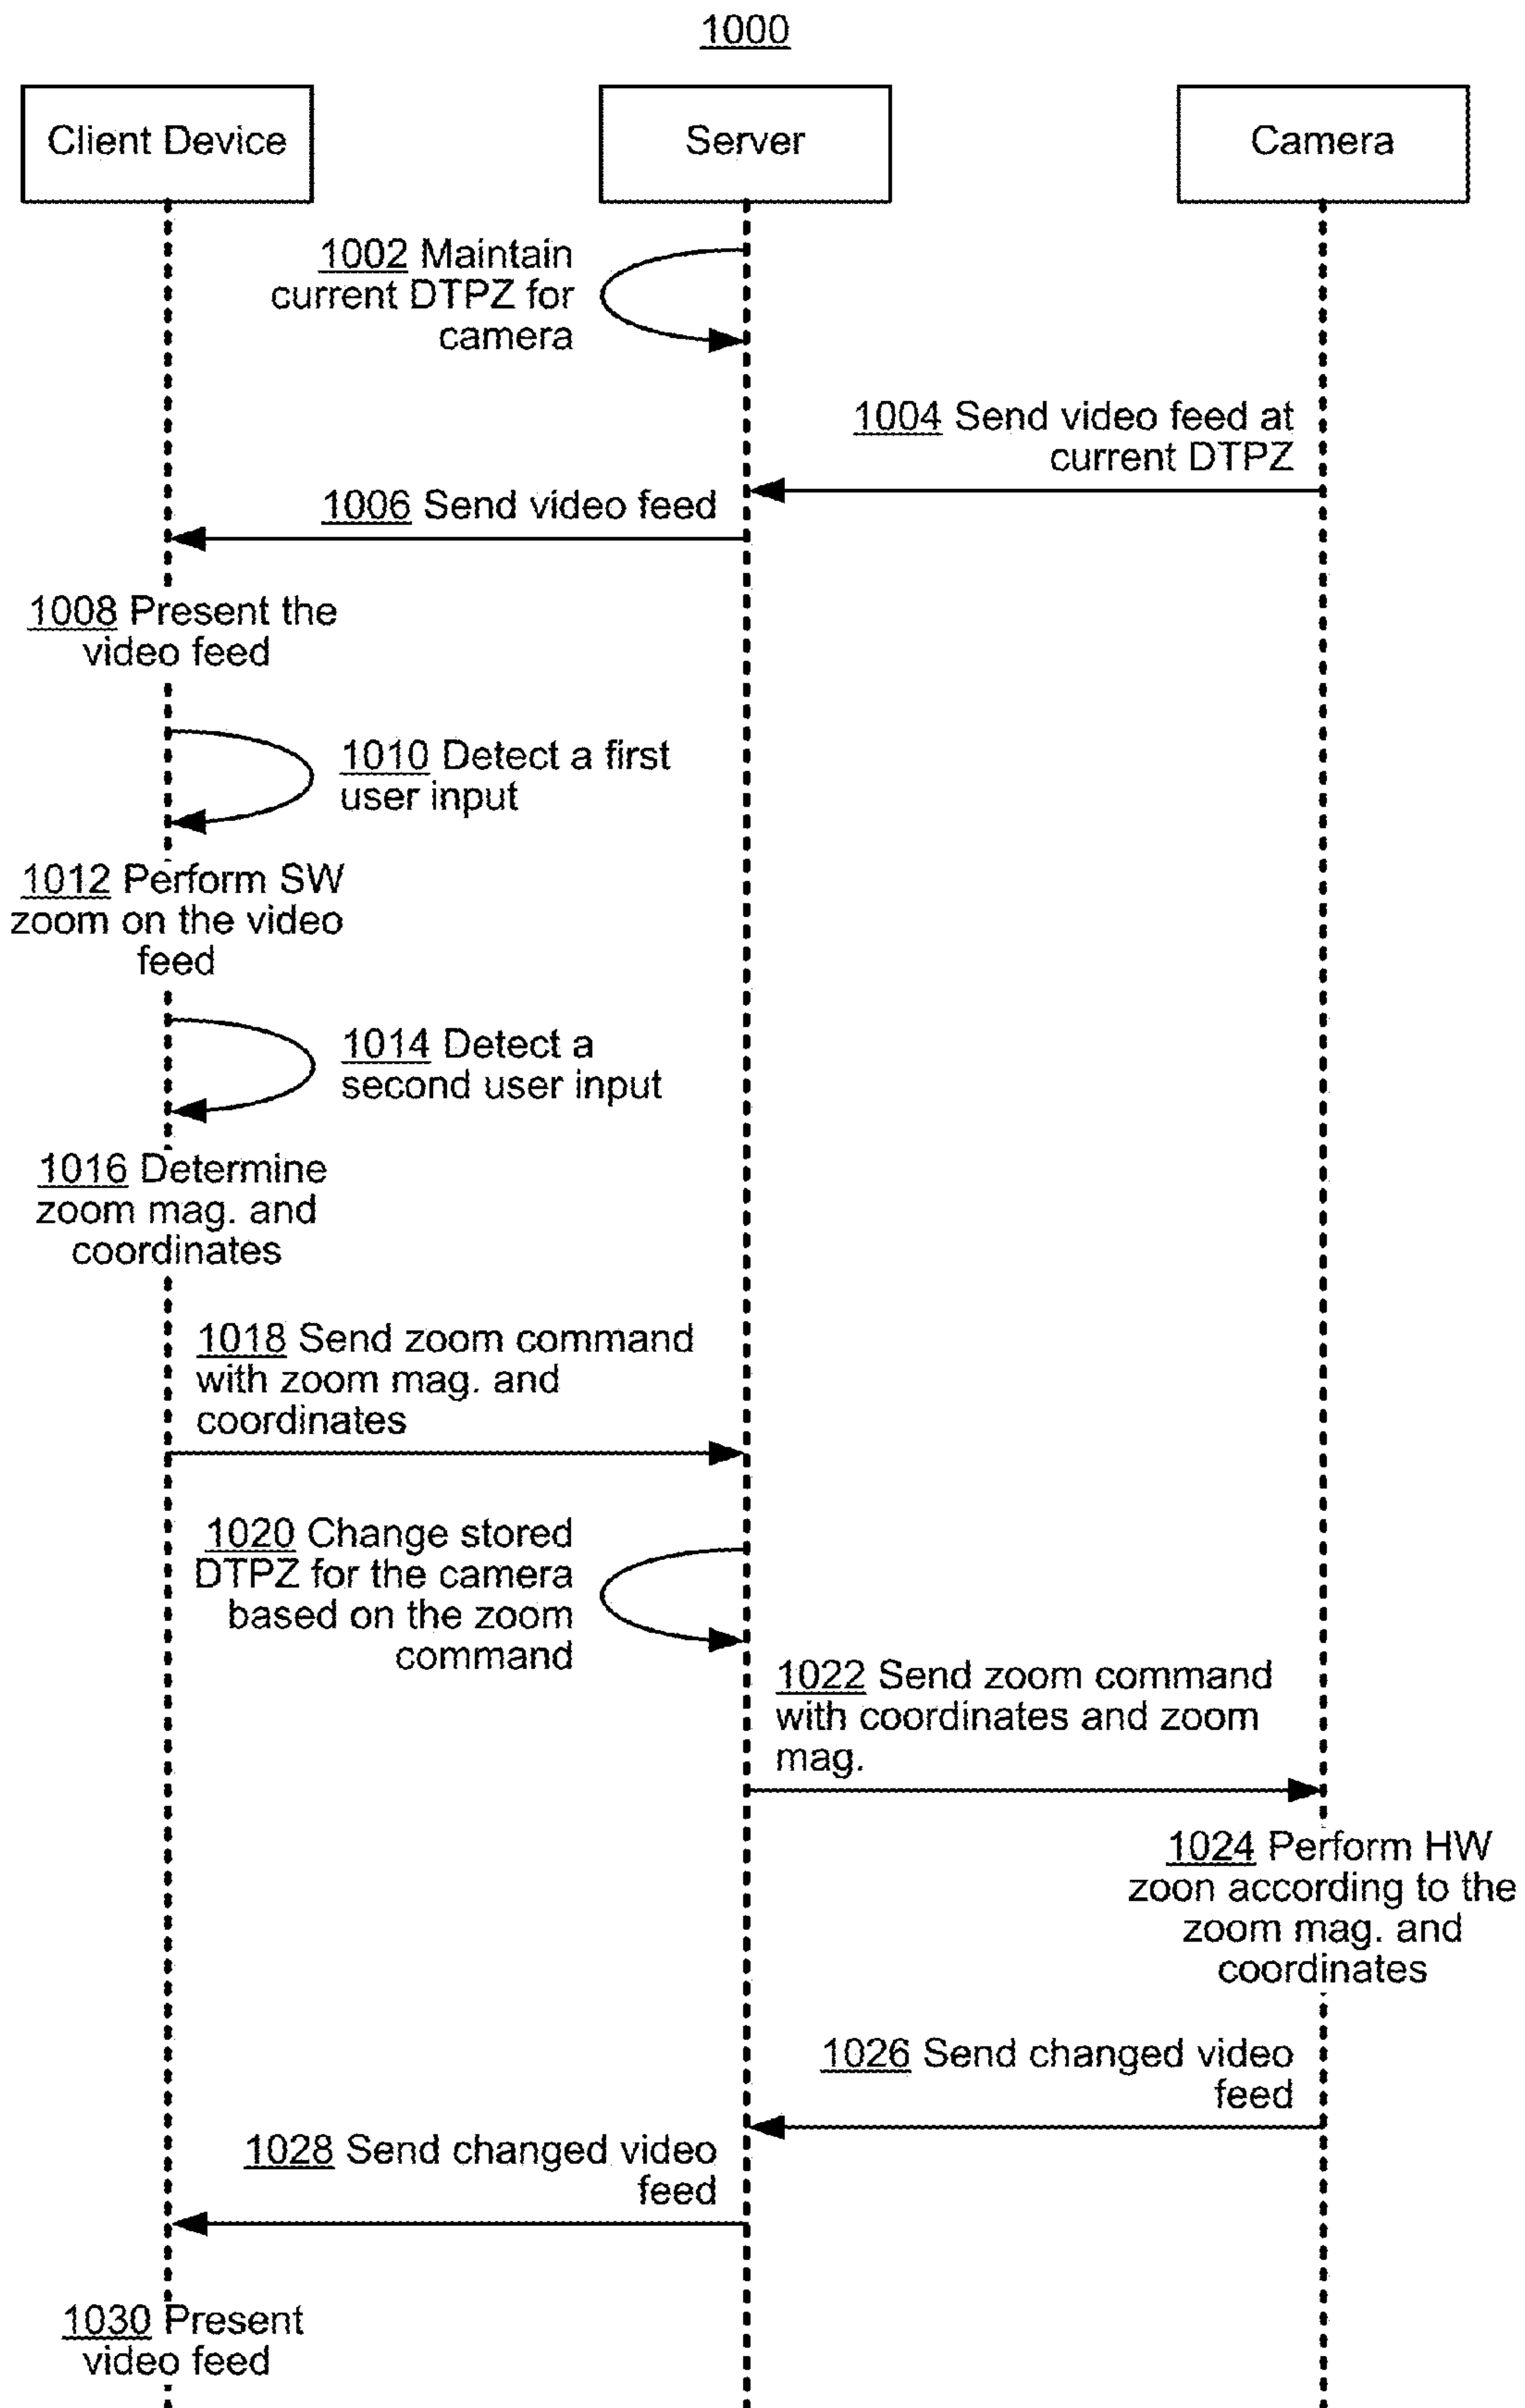 1000
Client Device
Server
Camera
1002 Maintain
current DTPZ for
camera
1004 Send video feed at
current DTPZ
1006 Send video feed
1008 Present the
video feed
1010 Detect a first
user input
1012 Perform SW
zoom on the video
feed
1014 Detect a
second user input
1016 Determine
zoom mag. and
coordinates
1018 Send zoom command
with zoom mag. and
coordinates
1020 Change stored
DTPZ for the camera
based on the zoom
command
1022 Send zoom command
with coordinates and zoom
mag.
1024 Perform HW
zoon according to the
zoom mag. and
coordinates
1026 Send changed video
feed
1028 Send changed video
feed
1030 Present
video feed